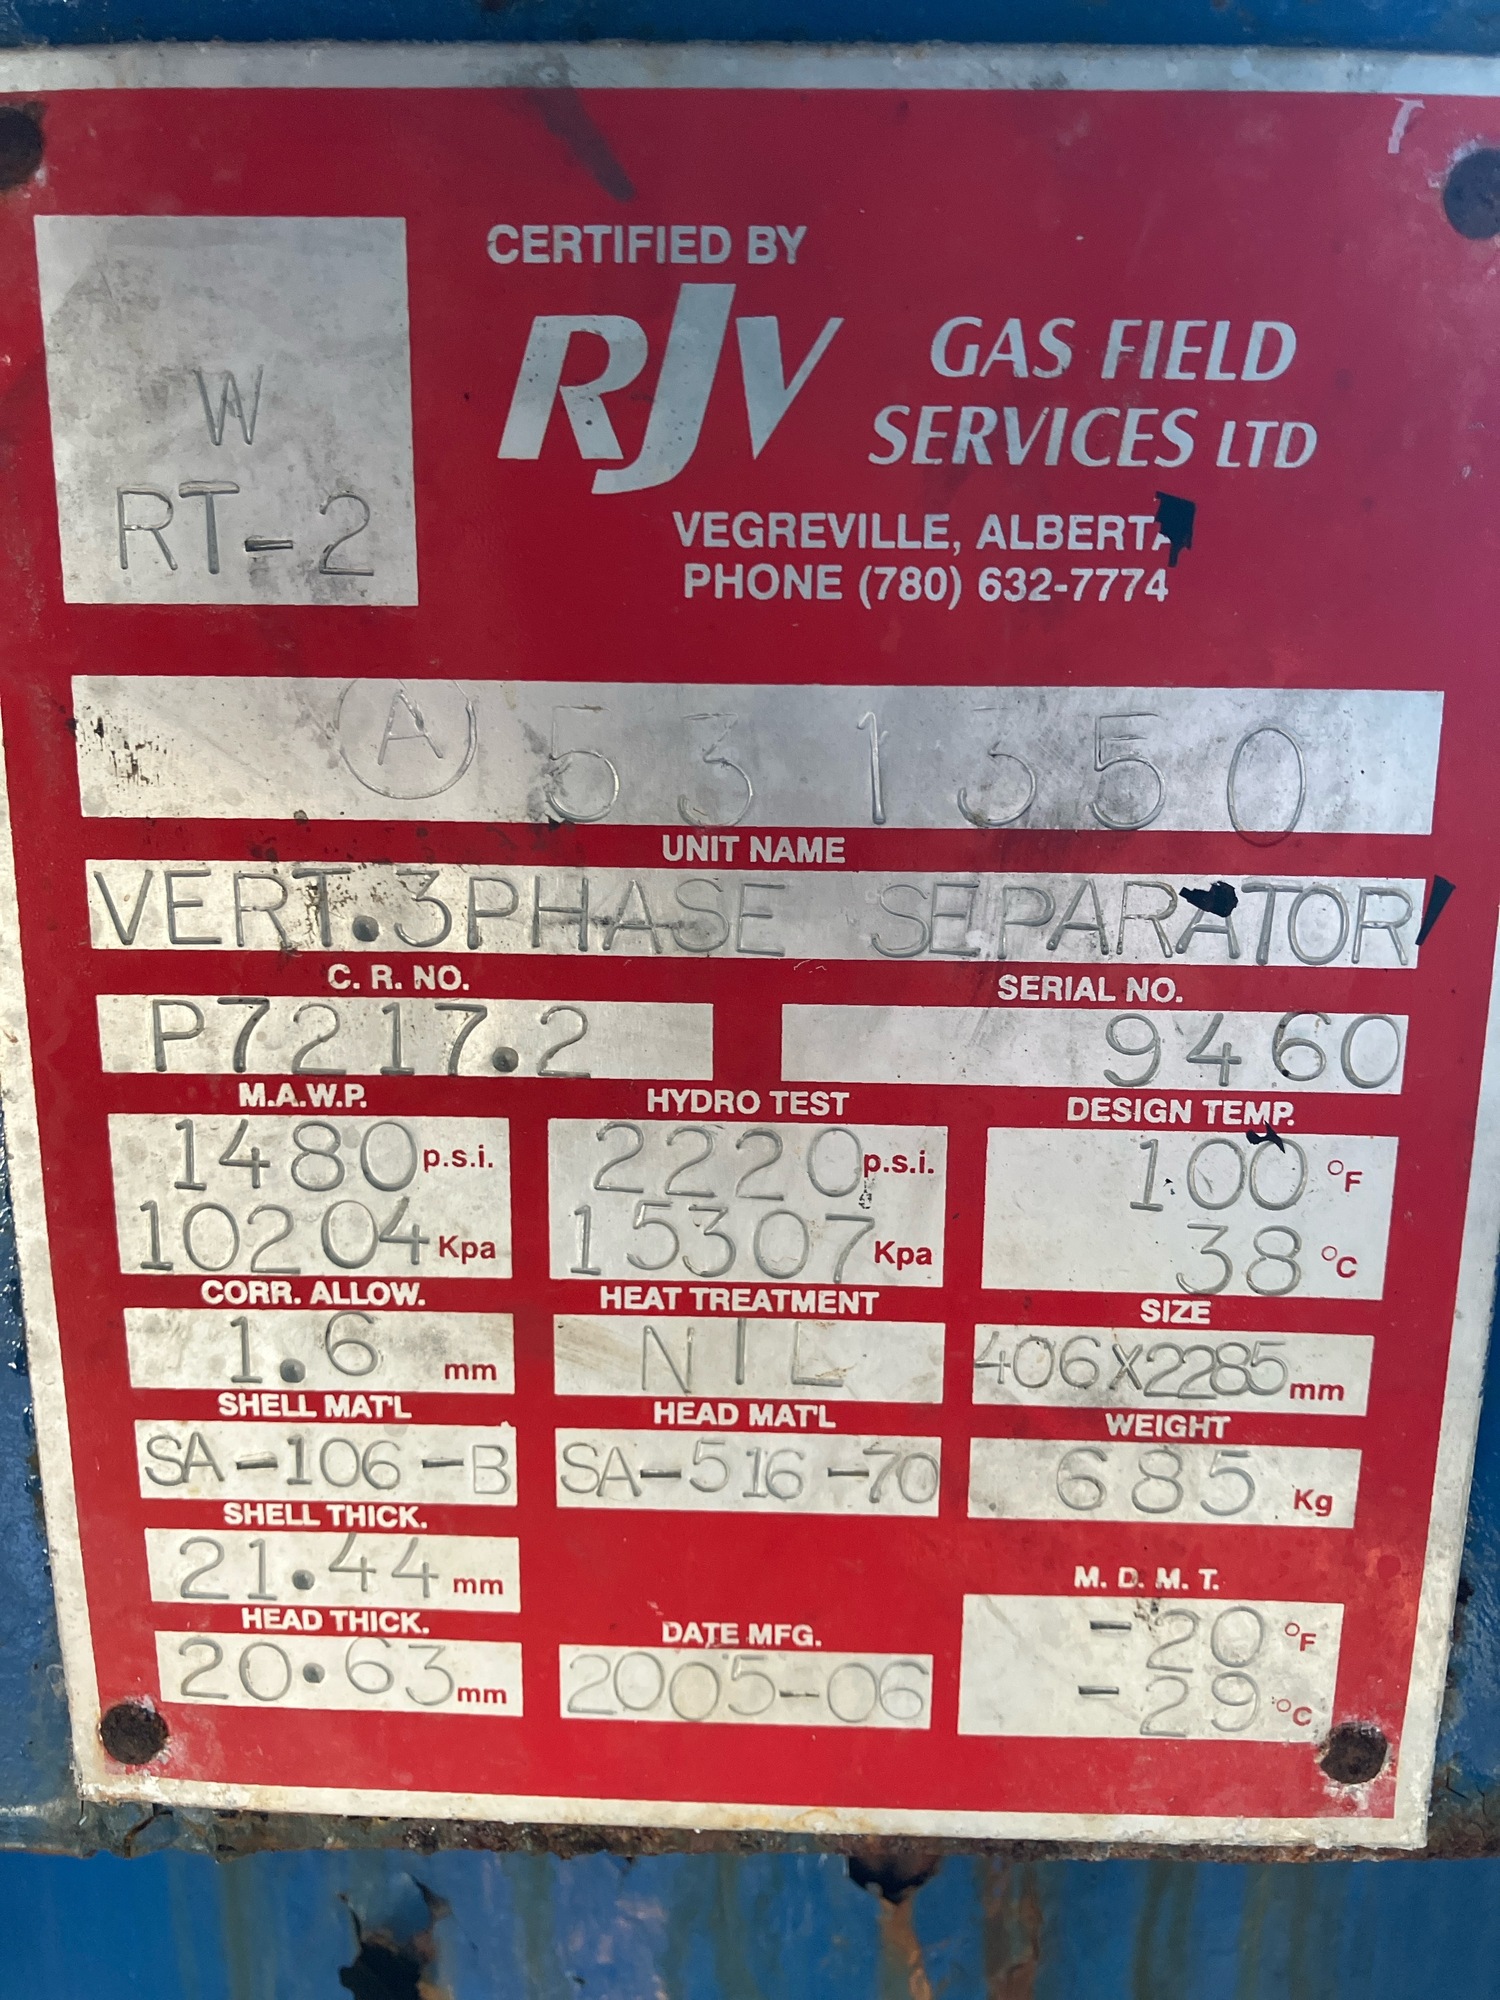 CERTIFIED BY
RJV GAS FIELD
SERVICES LTD
VEGREVILLE, ALBERTA
PHONE (780) 632-7774
W
RT-2
A 531350
UNIT NAME
VERT.3PHASE SEPARATOR
C. R. NO. SERIAL NO.
P7217.2 9460
M.A.W.P. HYDRO TEST DESIGN TEMP.
1480 p.s.i. 2220 p.s.i. 100 °F
10204 Kpa 15307 Kpa 38 °C
CORR. ALLOW. HEAT TREATMENT SIZE
1.6 mm NIL 406X2285 mm
SHELL MAT'L HEAD MAT'L WEIGHT
SA-106-B SA-516-70 685 Kg
SHELL THICK.
21.44 mm
M. D. M. T.
-20 °F
-29 °C
HEAD THICK. DATE MFG.
20.63 mm 2005-06